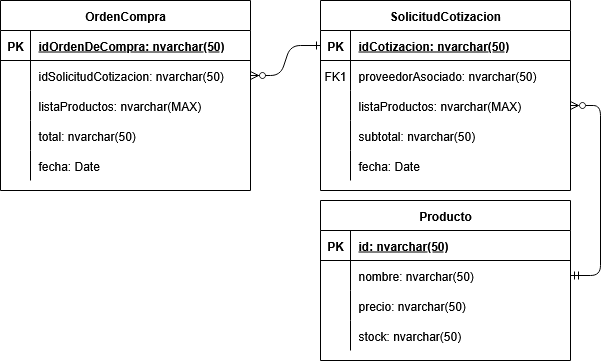 OrdenCompra
PK idOrdenDeCompra: nvarchar(50)
idSolicitudCotizacion: nvarchar(50)
listaProductos: nvarchar(MAX)
total: nvarchar(50)
fecha: Date
SolicitudCotizacion
PK idCotizacion: nvarchar(50)
FK1 proveedorAsociado: nvarchar(50)
listaProductos: nvarchar(MAX)
subtotal: nvarchar(50)
fecha: Date
Producto
PK id: nvarchar(50)
nombre: nvarchar(50)
precio: nvarchar(50)
stock: nvarchar(50)